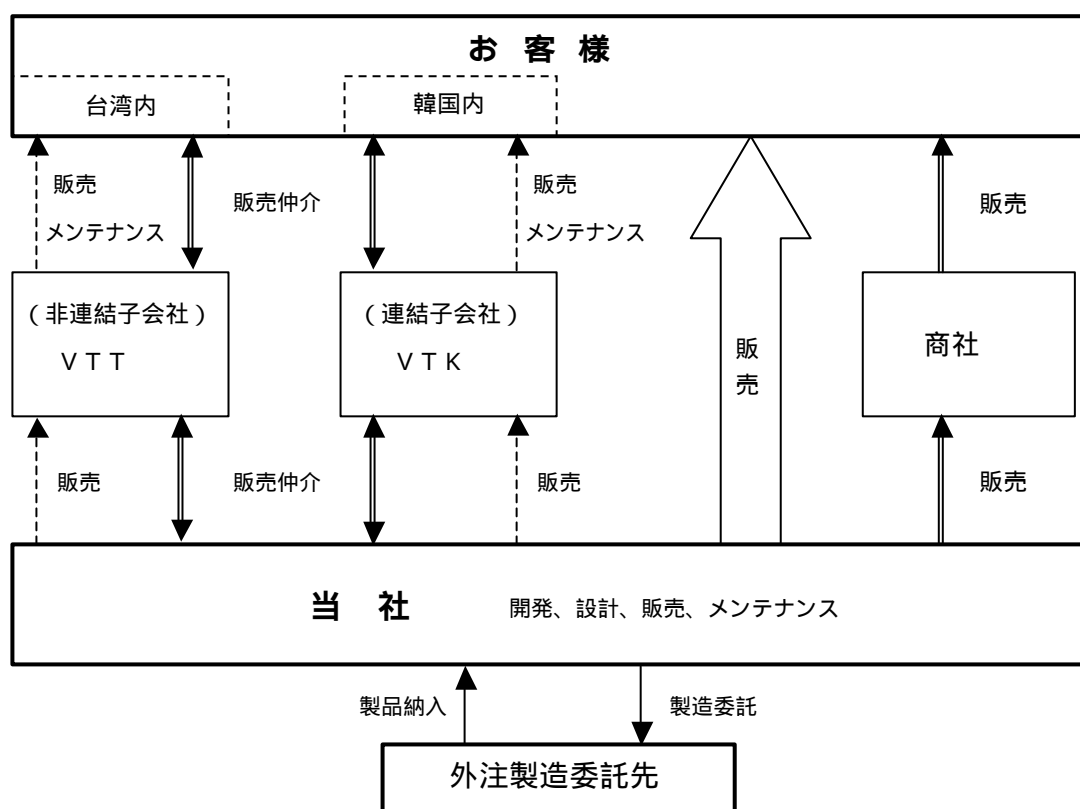 お 客 様
台湾内
韓国内
販売
メンテナンス
販売仲介
販売
メンテナンス
販売
(非連結子会社)
VTT
(連結子会社)
VTK
販
売
商社
販売
販売仲介
販売
販売
当 社 開発、設計、販売、メンテナンス
製品納入
製造委託
外注製造委託先